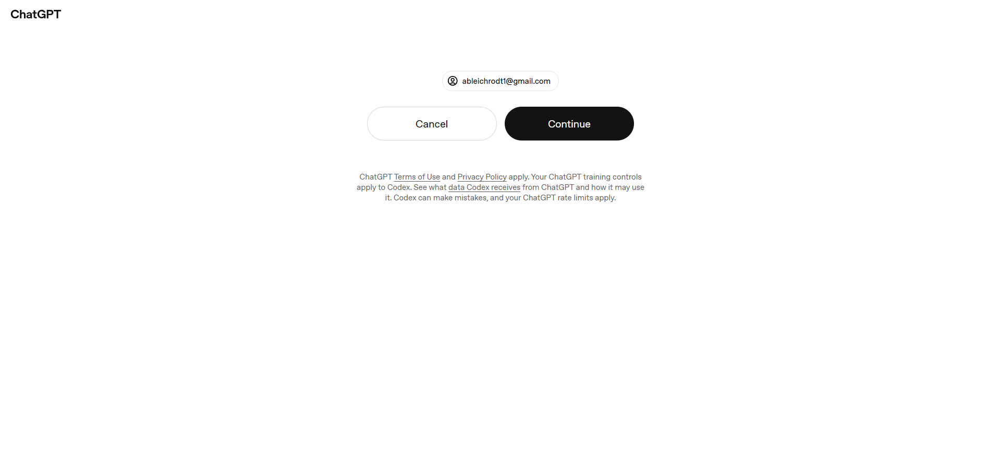 ChatGPT
ableichrodt1@gmail.com
Cancel
Continue
ChatGPT Terms of Use and Privacy Policy apply. Your ChatGPT training controls
apply to Codex. See what data Codex receives from ChatGPT and how it may use
it. Codex can make mistakes, and your ChatGPT rate limits apply.